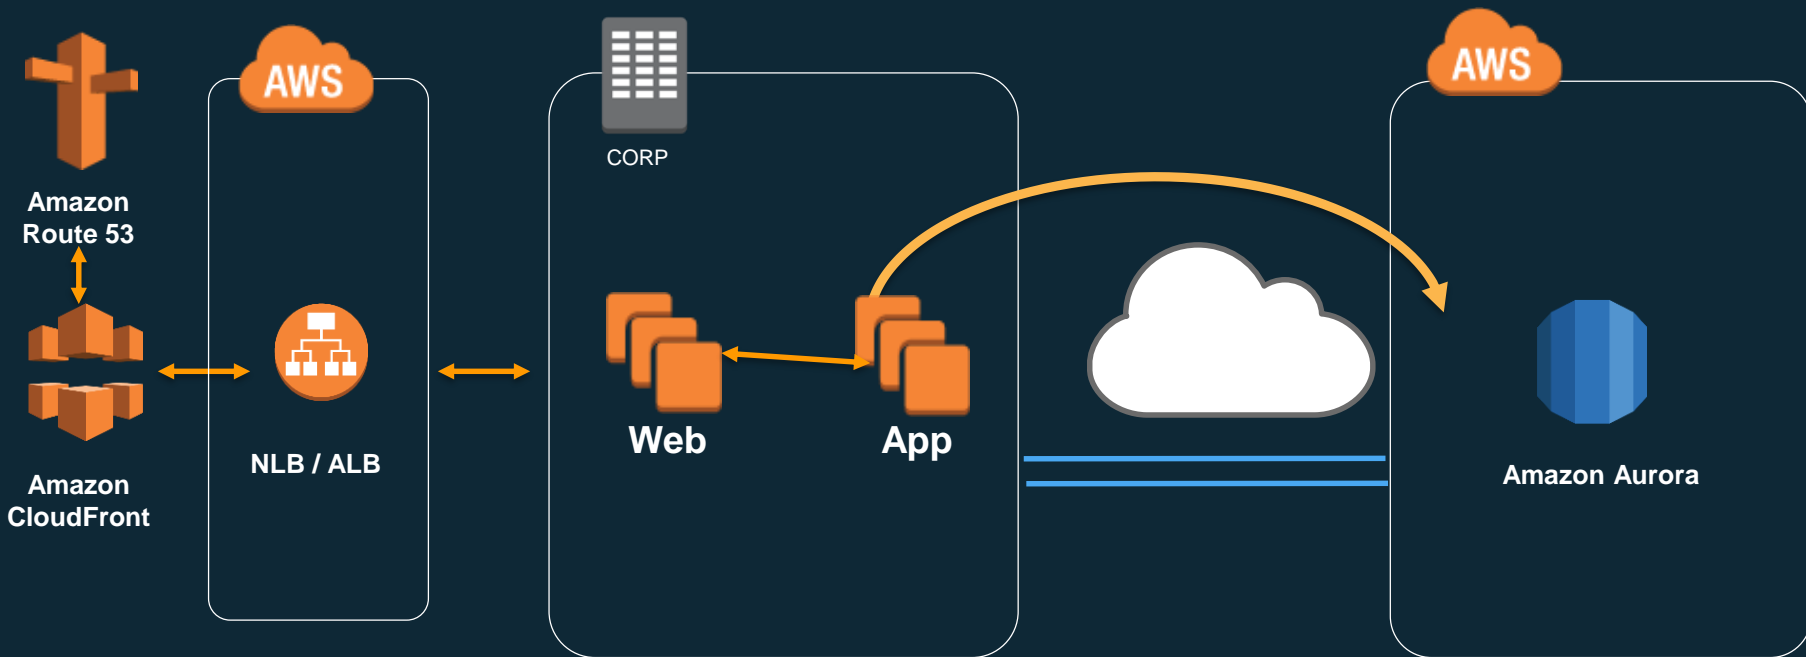 AWS
AWS
CORP
Amazon
Route 53
Web
App
NLB / ALB
Amazon Aurora
Amazon
CloudFront